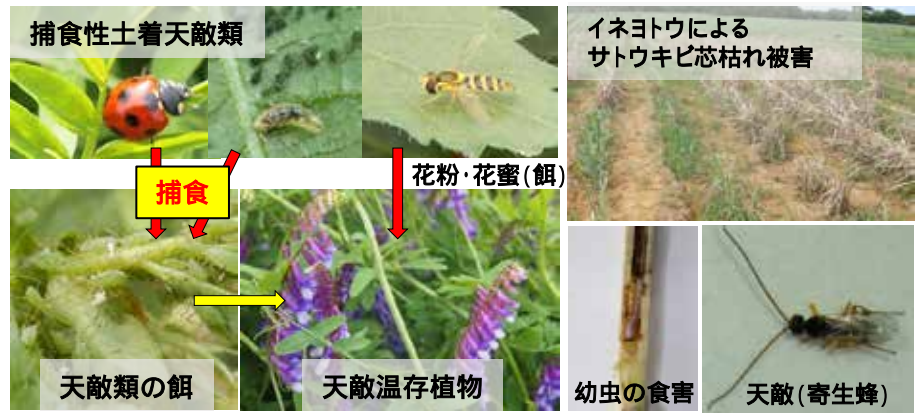 捕食性土着天敵類
イネヨトウによる
サトウキビ芯枯れ被害
花粉･花蜜(餌)
捕食
天敵類の餌
天敵温存植物
幼虫の食害
天敵(寄生蜂)